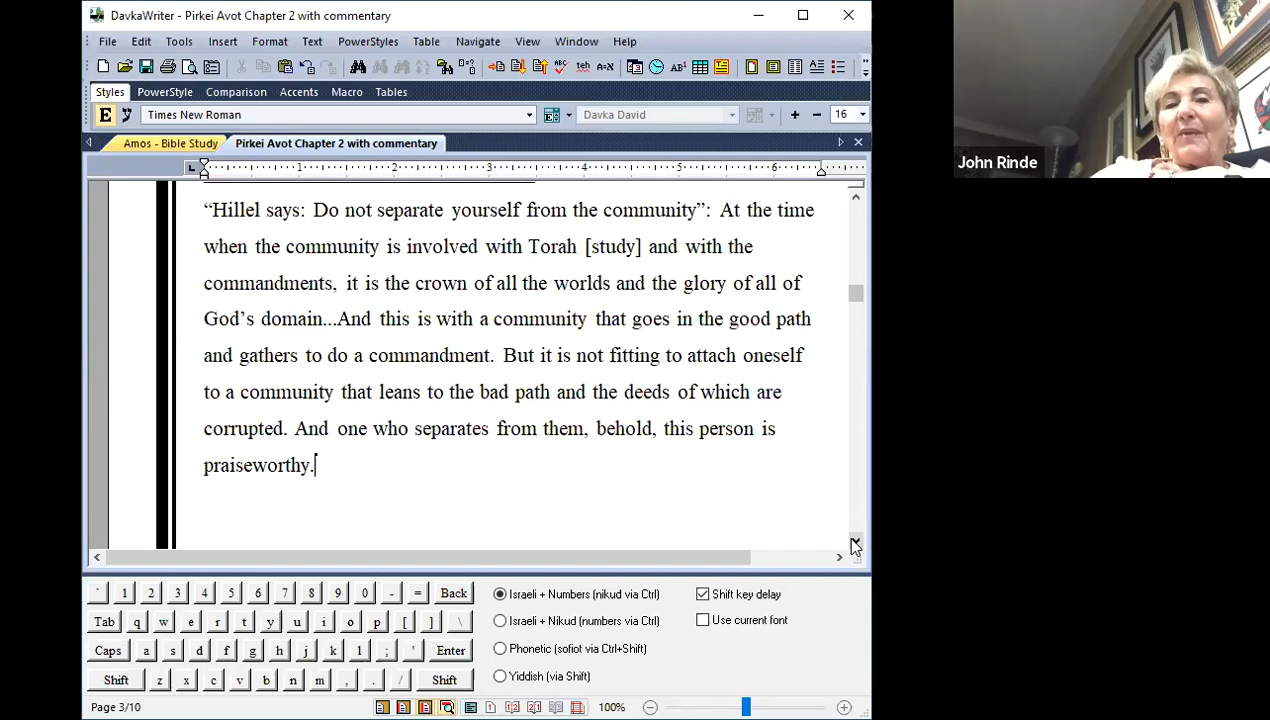 DavkaWriter - Pirkei Avot Chapter 2 with commentary
File Edit Tools Insert Format Text PowerStyles Table Navigate View Window Help
Styles PowerStyle Comparison Accents Macro Tables
E Times New Roman Davka David 16
Amos - Bible Study Pirkei Avot Chapter 2 with commentary
1 2 3 4 5 6
“Hillel says: Do not separate yourself from the community”: At the time
when the community is involved with Torah [study] and with the
commandments, it is the crown of all the worlds and the glory of all of
God’s domain...And this is with a community that goes in the good path
and gathers to do a commandment. But it is not fitting to attach oneself
to a community that leans to the bad path and the deeds of which are
corrupted. And one who separates from them, behold, this person is
praiseworthy.
` 1 2 3 4 5 6 7 8 9 0 - = Back
Tab q w e r t y u i o p [ ] \
Caps a s d f g h j k l ; ' Enter
Shift z x c v b n m , . / Shift
Israeli + Numbers (nikud via Ctrl)
Israeli + Nikud (numbers via Ctrl)
Phonetic (sofiot via Ctrl+Shift)
Yiddish (via Shift)
Shift key delay
Use current font
Page 3/10 100%
John Rinde